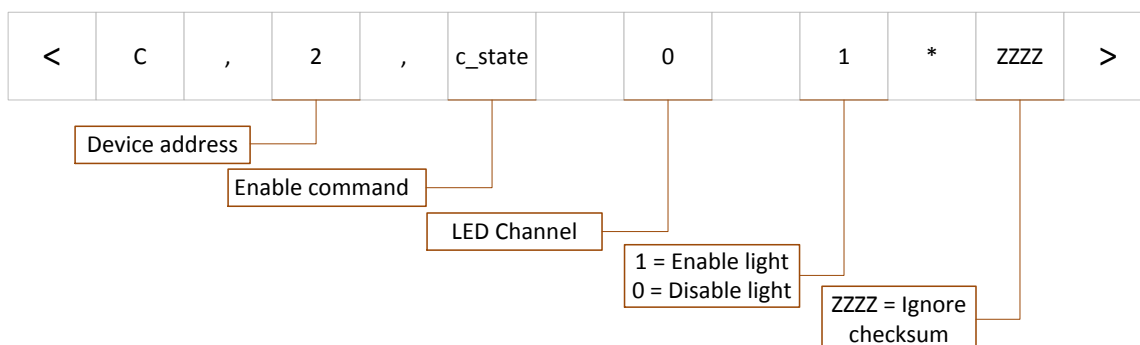 < C , 2 , c_state 0 1 * ZZZZ >
Device address
Enable command
LED Channel
1 = Enable light
0 = Disable light
ZZZZ = Ignore
checksum